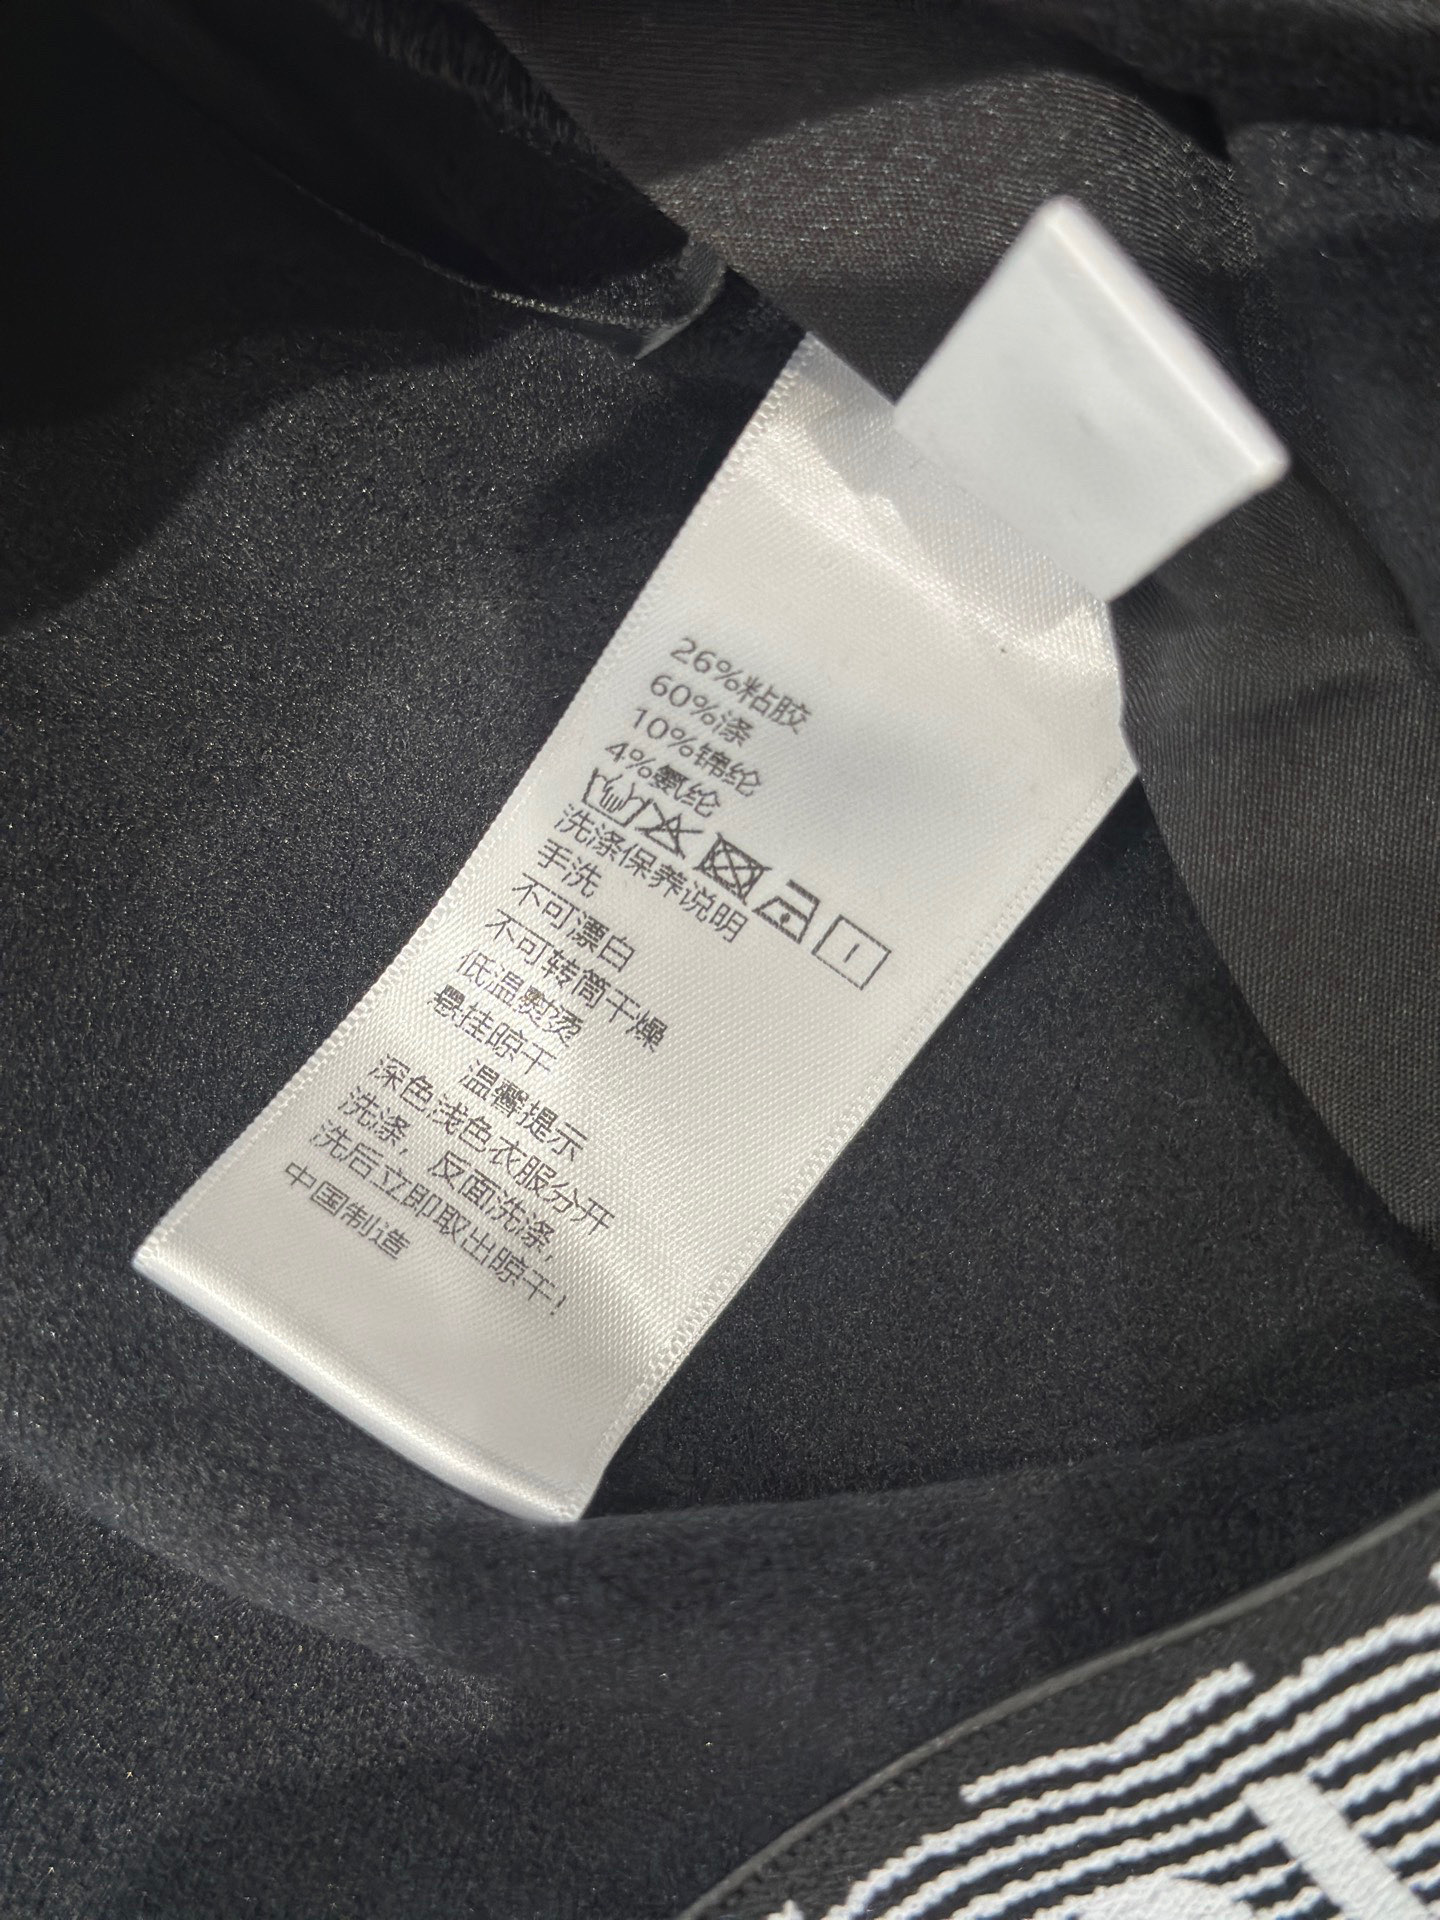 26%粘胶
60%涤
10%锦纶
4%氨纶
洗涤保养说明
手洗
不可漂白
不可转筒干燥
低温熨烫
悬挂晾干
温馨提示
深色,浅色衣服分开
洗涤，反面洗涤,
洗后立即取出晾干!
中国制造